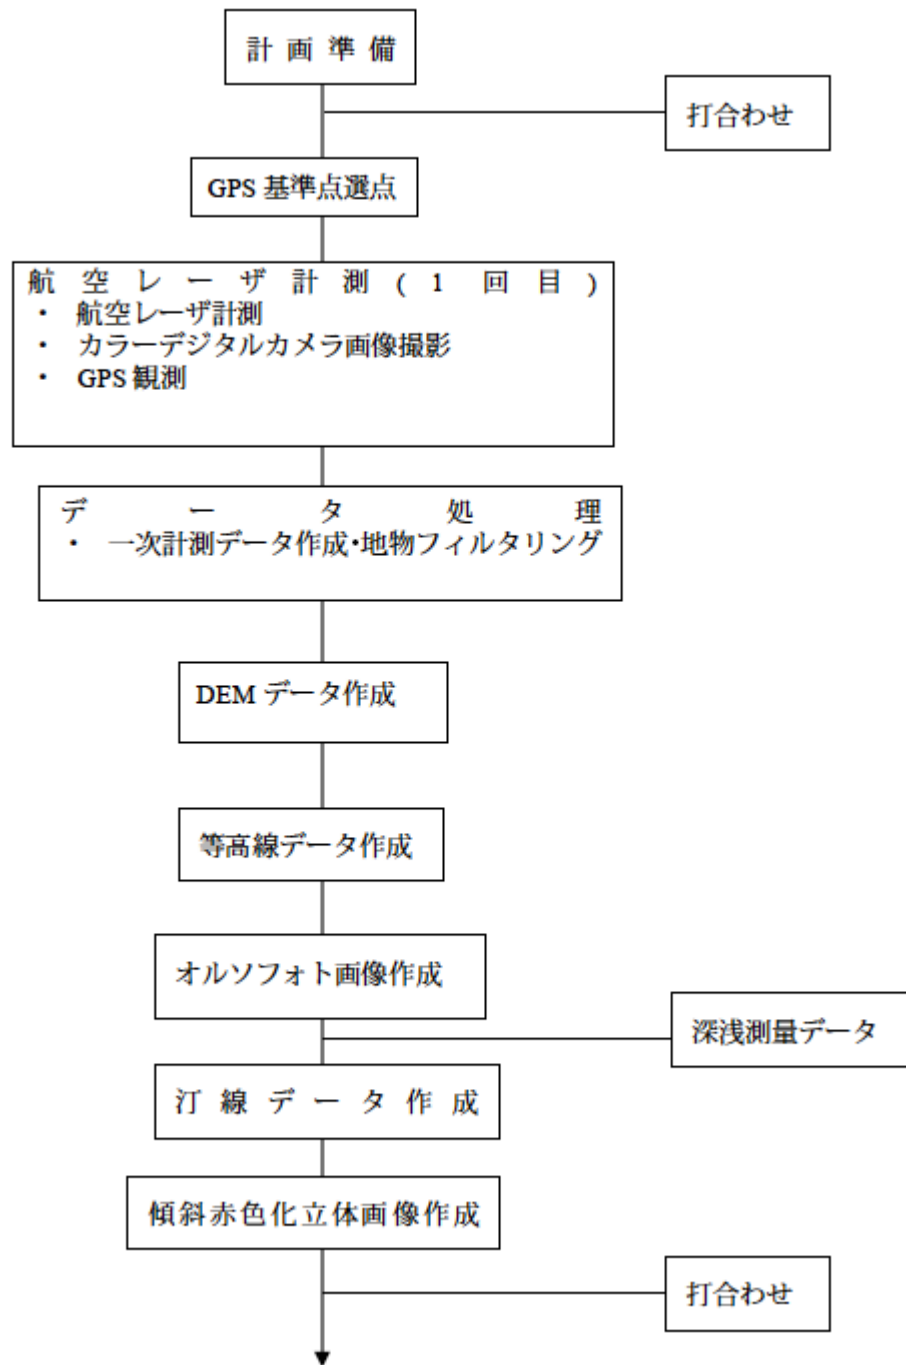 計画準備
打合わせ
GPS 基準点選点
航空レーザ計測(1 回目)
・ 航空レーザ計測
・ カラーデジタルカメラ画像撮影
・ GPS 観測
データ処理
・ 一次計測データ作成･地物フィルタリング
DEM データ作成
等高線データ作成
オルソフォト画像作成
深浅測量データ
汀線データ作成
傾斜赤色化立体画像作成
打合わせ